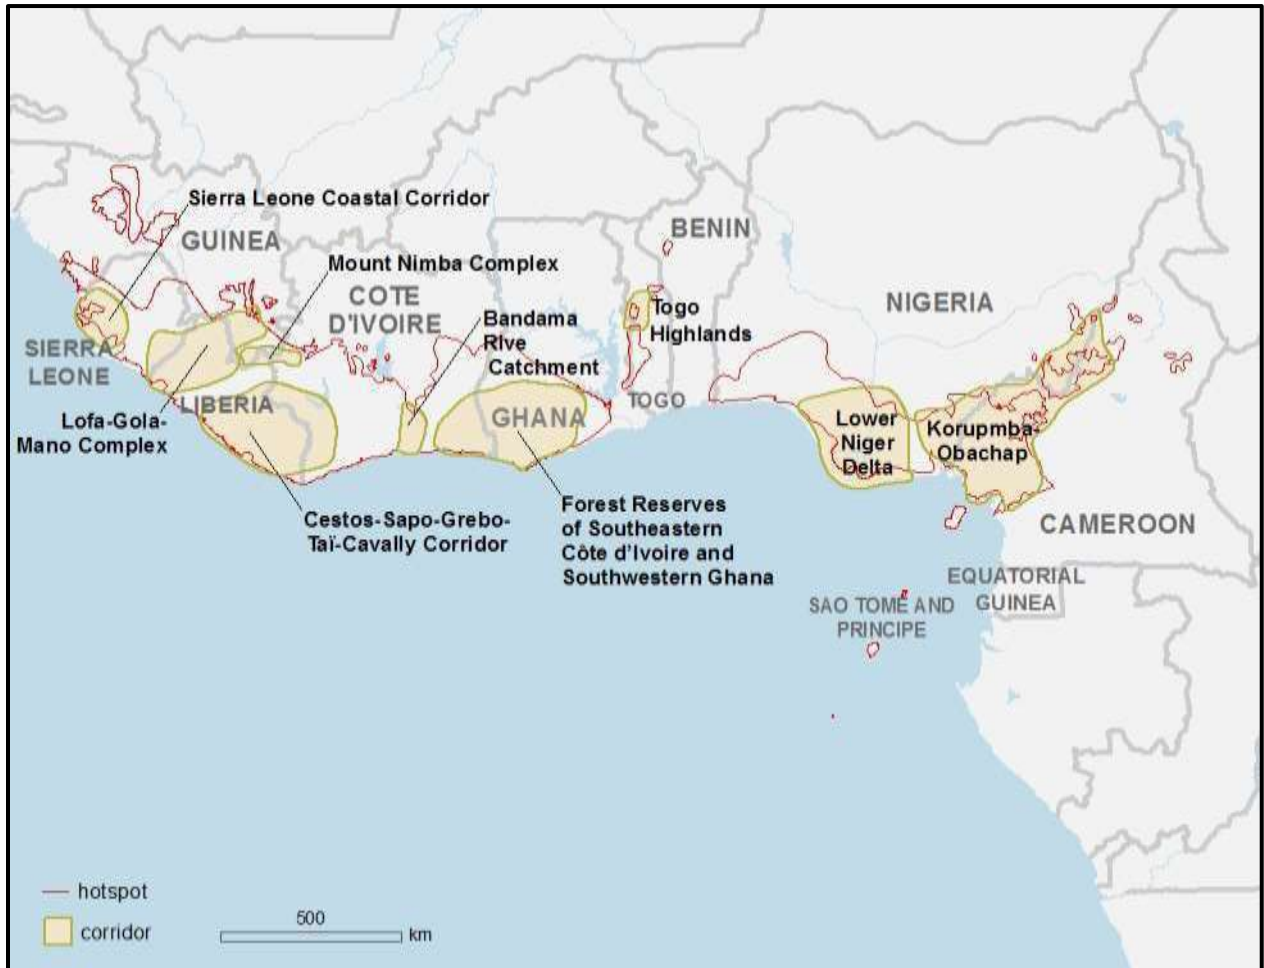 Sierra Leone Coastal Corridor
GUINEA
BENIN
Mount Nimba Complex
COTE
D'IVOIRE
NIGERIA
Bandama
RIve
Catchment
Togo
Highlands
SIERRA
LEONE
LIBERIA
GHANA
TOGO
Lofa-Gola-
Mano Complex
Lower
Niger
Delta
Korupmba-
Obachap
Cestos-Sapo-Grebo-
Taï-Cavally Corridor
Forest Reserves
of Southeastern
Côte d'Ivoire and
Southwestern Ghana
CAMEROON
EQUATORIAL
GUINEA
SAO TOME AND
PRINCIPE
hotspot
corridor
500
km